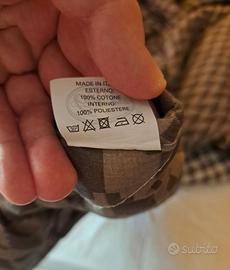 MADE IN IT
ESTERNO:
100% COTONE
INTERNO:
100% POLIESTERE
subito